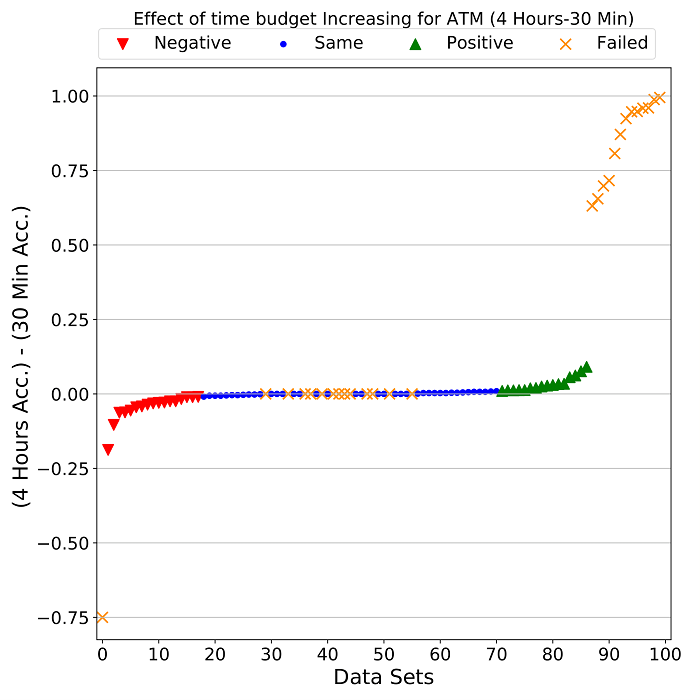 Effect of time budget Increasing for ATM (4 Hours-30 Min)
Negative Same Positive Failed
(4 Hours Acc.) - (30 Min Acc.)
1.00
0.75
0.50
0.25
0.00
−0.25
−0.50
−0.75
0 10 20 30 40 50 60 70 80 90 100
Data Sets